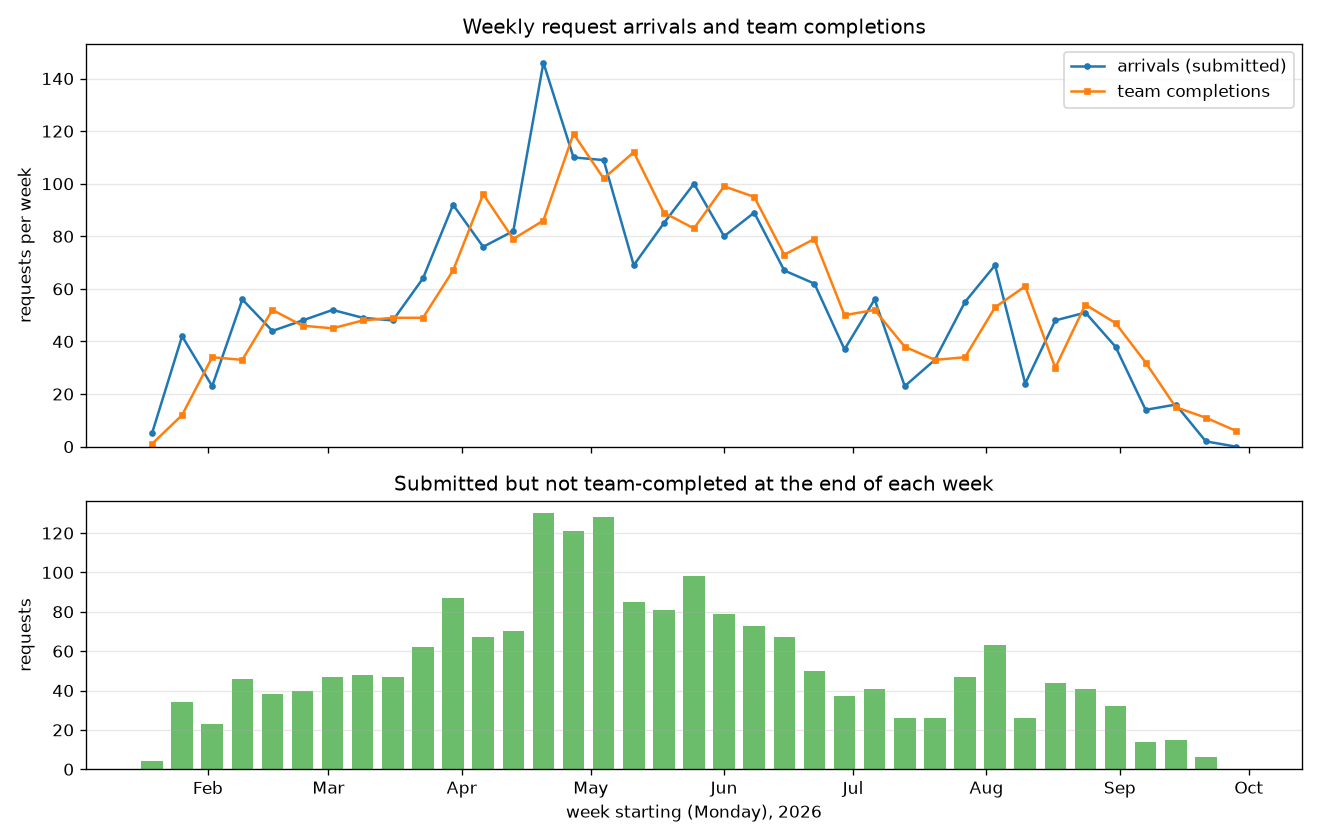 Weekly request arrivals and team completions
140
120
100
80
60
40
20
0
requests per week
arrivals (submitted)
team completions
Submitted but not team-completed at the end of each week
120
100
80
60
40
20
0
requests
Feb Mar Apr May Jun Jul Aug Sep Oct
week starting (Monday), 2026